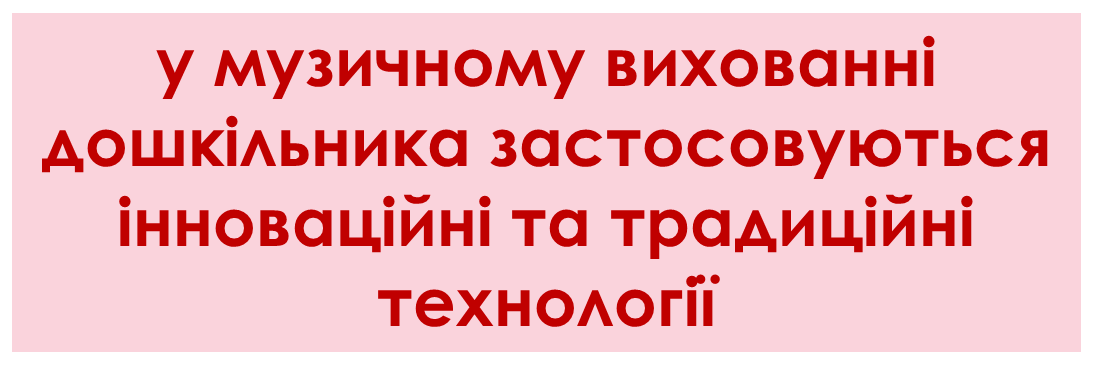 у музичному вихованні
дошкільника застосовуються
інноваційні та традиційні
технології